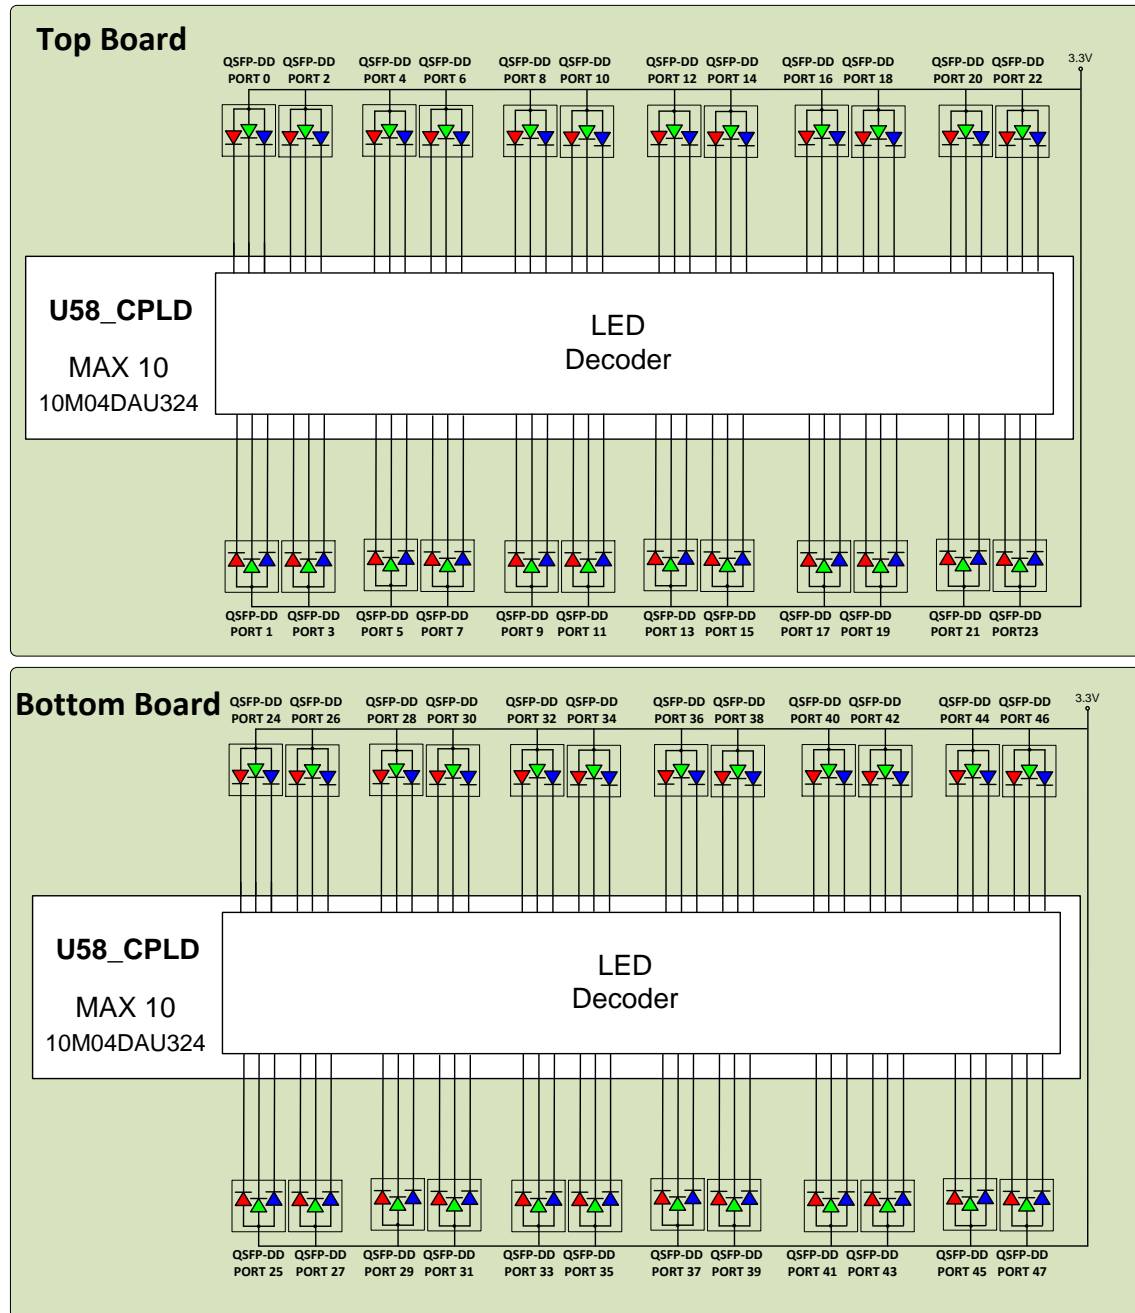 Top Board
QSFP-DD QSFP-DD QSFP-DD QSFP-DD QSFP-DD QSFP-DD QSFP-DD QSFP-DD QSFP-DD QSFP-DD QSFP-DD QSFP-DD
PORT 0 PORT 2 PORT 4 PORT 6 PORT 8 PORT 10 PORT 12 PORT 14 PORT 16 PORT 18 PORT 20 PORT 22
3.3V
U58_CPLD
MAX 10
10M04DAU324
LED
Decoder
QSFP-DD QSFP-DD QSFP-DD QSFP-DD QSFP-DD QSFP-DD QSFP-DD QSFP-DD QSFP-DD QSFP-DD QSFP-DD QSFP-DD
PORT 1 PORT 3 PORT 5 PORT 7 PORT 9 PORT 11 PORT 13 PORT 15 PORT 17 PORT 19 PORT 21 PORT23
Bottom Board
QSFP-DD QSFP-DD QSFP-DD QSFP-DD QSFP-DD QSFP-DD QSFP-DD QSFP-DD QSFP-DD QSFP-DD QSFP-DD QSFP-DD
PORT 24 PORT 26 PORT 28 PORT 30 PORT 32 PORT 34 PORT 36 PORT 38 PORT 40 PORT 42 PORT 44 PORT 46
3.3V
U58_CPLD
MAX 10
10M04DAU324
LED
Decoder
QSFP-DD QSFP-DD QSFP-DD QSFP-DD QSFP-DD QSFP-DD QSFP-DD QSFP-DD QSFP-DD QSFP-DD QSFP-DD QSFP-DD
PORT 25 PORT 27 PORT 29 PORT 31 PORT 33 PORT 35 PORT 37 PORT 39 PORT 41 PORT 43 PORT 45 PORT 47